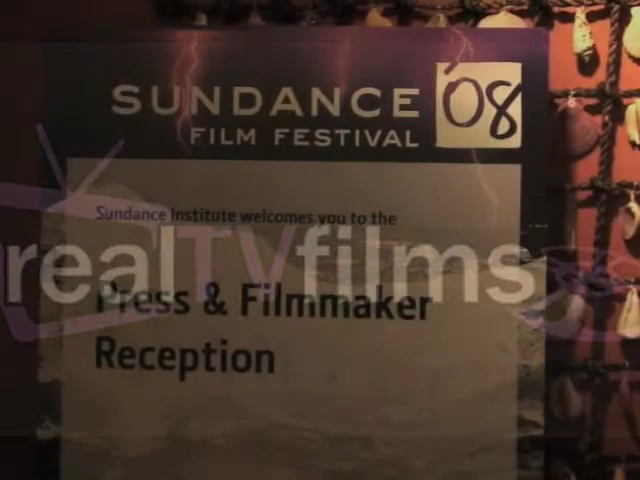 SUNDANCE '08
FILM FESTIVAL
Sundance Institute welcomes you to the
realTVfilms
Press & Filmmaker
Reception